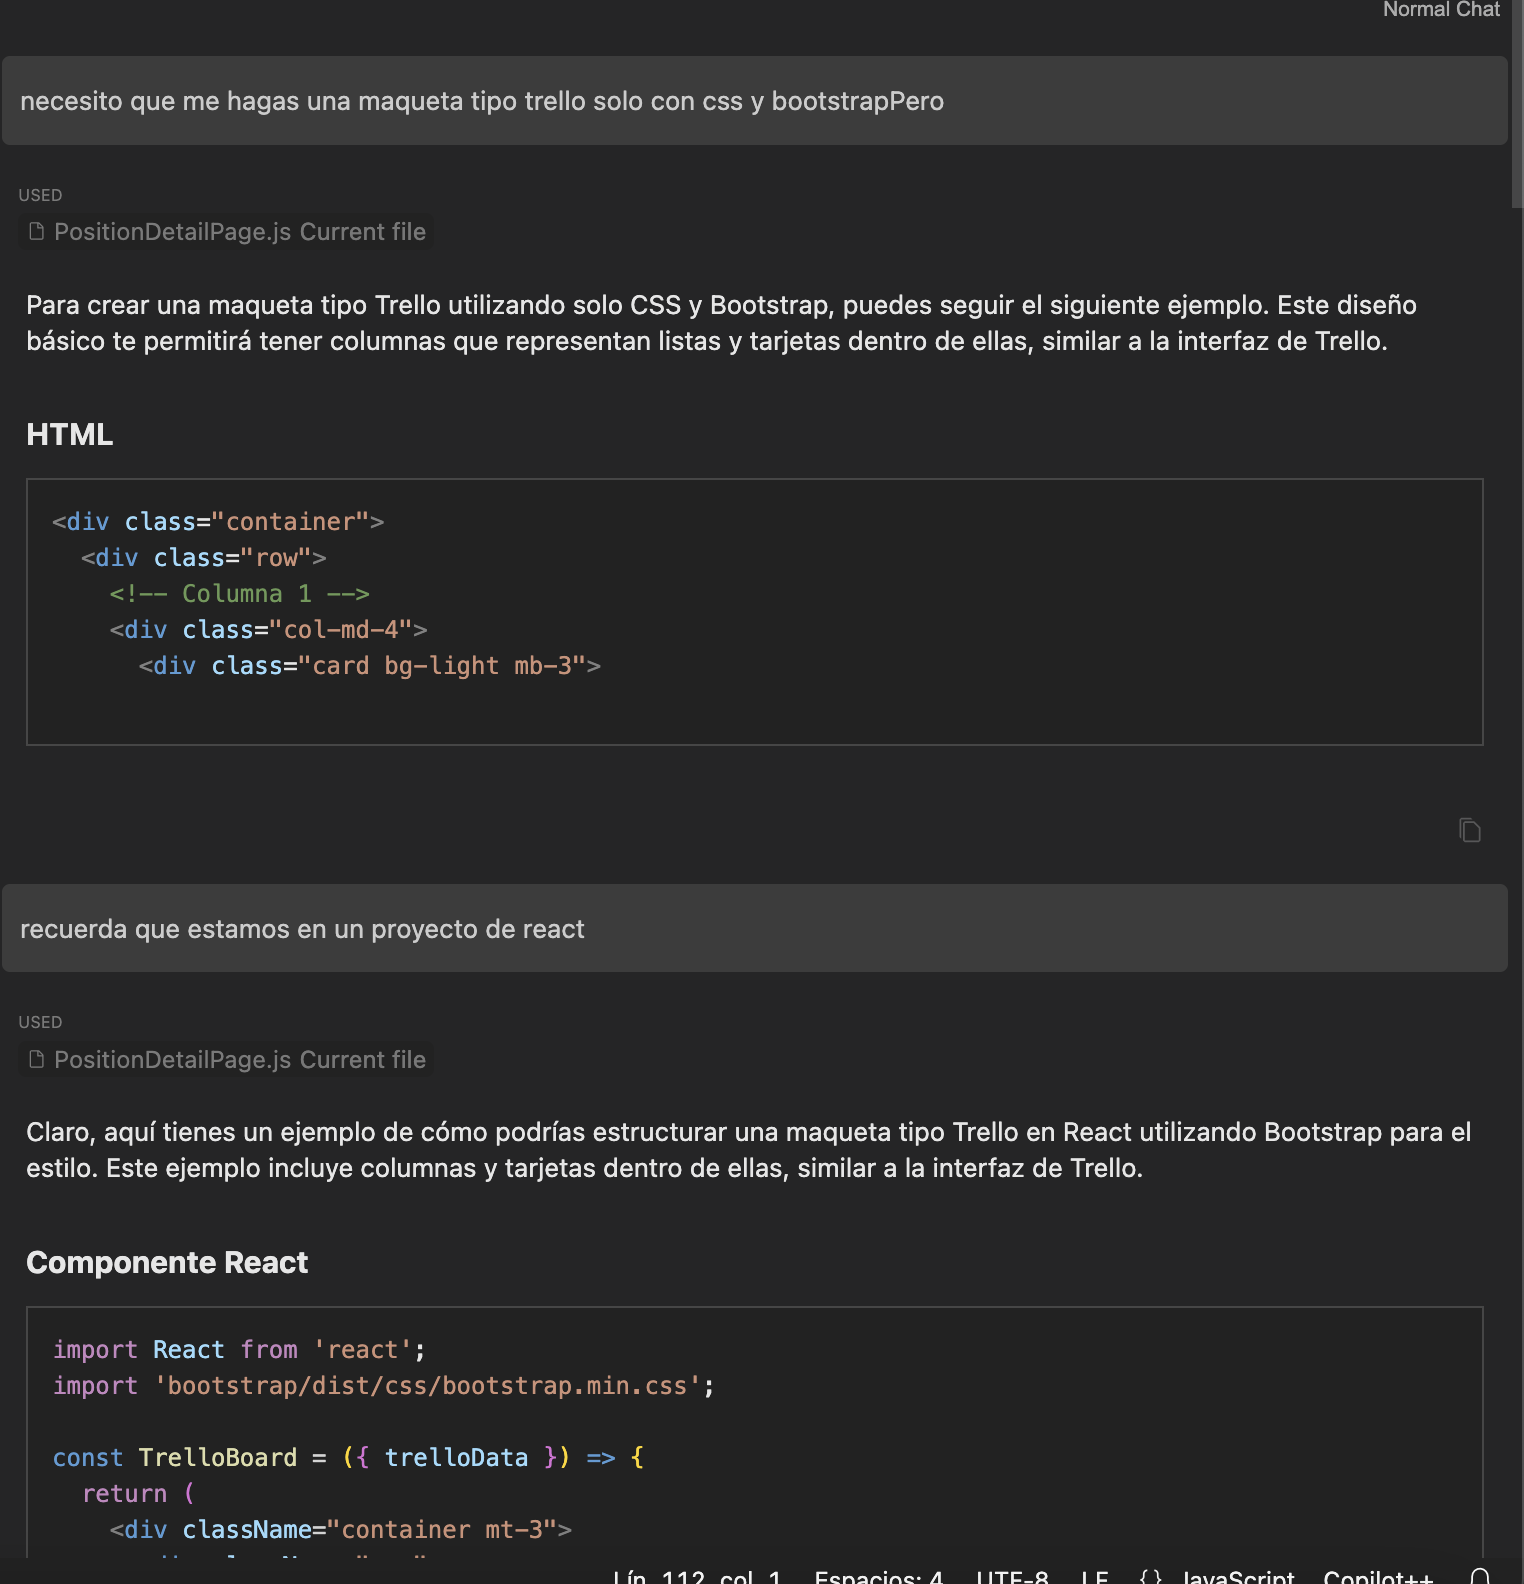 Normal Chat
necesito que me hagas una maqueta tipo trello solo con css y bootstrapPero
USED
PositionDetailPage.js Current file
Para crear una maqueta tipo Trello utilizando solo CSS y Bootstrap, puedes seguir el siguiente ejemplo. Este diseño
básico te permitirá tener columnas que representan listas y tarjetas dentro de ellas, similar a la interfaz de Trello.
HTML
<div class="container">
  <div class="row">
    <!-- Columna 1 -->
    <div class="col-md-4">
      <div class="card bg-light mb-3">
recuerda que estamos en un proyecto de react
USED
PositionDetailPage.js Current file
Claro, aquí tienes un ejemplo de cómo podrías estructurar una maqueta tipo Trello en React utilizando Bootstrap para el
estilo. Este ejemplo incluye columnas y tarjetas dentro de ellas, similar a la interfaz de Trello.
Componente React
import React from 'react';
import 'bootstrap/dist/css/bootstrap.min.css';
const TrelloBoard = ({ trelloData }) => {
  return (
    <div className="container mt-3">
Lín. 112, col. 1 Espacios: 4 UTF-8 LF {} JavaScript Copilot++